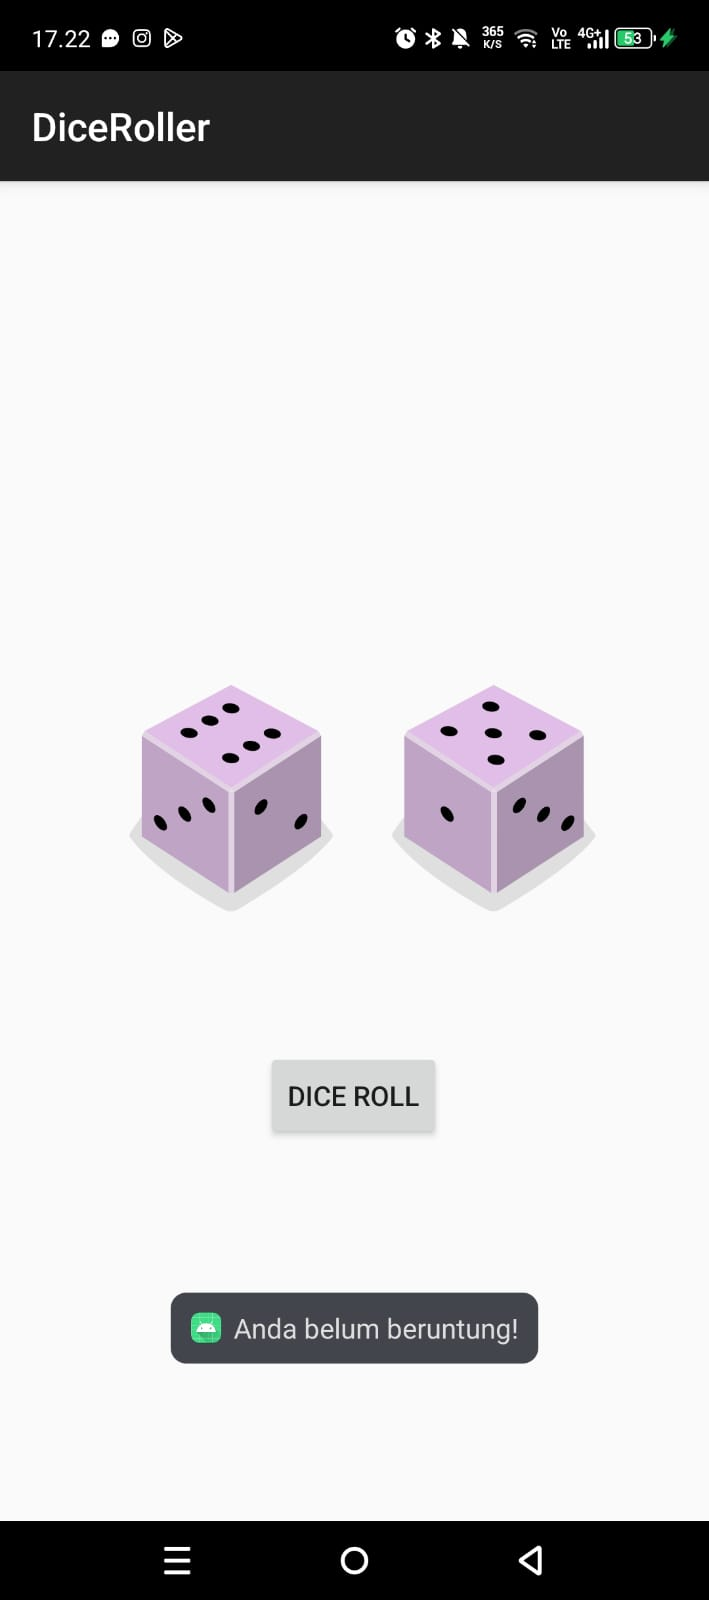 17.22 365 K/S Vo LTE 4G+ 53
DiceRoller
DICE ROLL
Anda belum beruntung!